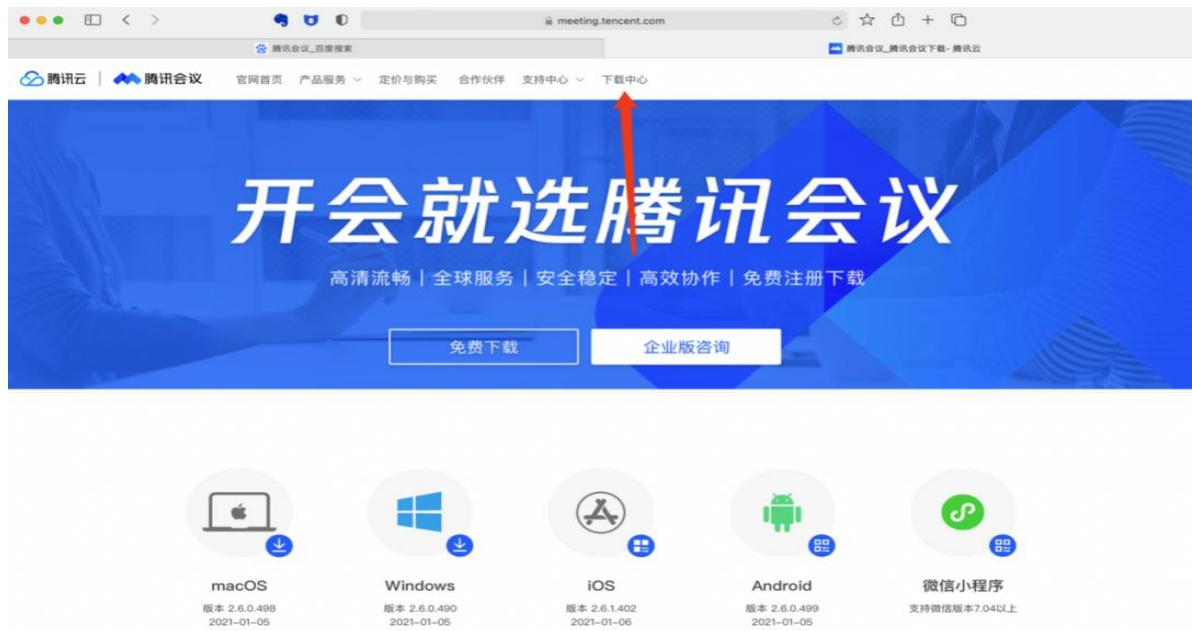 meeting.tencent.com
腾讯会议_百度搜索
腾讯会议_腾讯会议下载- 腾讯云
腾讯云 | 腾讯会议 官网首页 产品服务 定价与购买 合作伙伴 支持中心 下载中心
开会就选腾讯会议
高清流畅 | 全球服务 | 安全稳定 | 高效协作 | 免费注册下载
免费下载 企业版咨询
macOS Windows iOS Android 微信小程序
版本 2.6.0.498 版本 2.6.0.490 版本 2.6.1.402 版本 2.6.0.499 支持微信版本7.04以上
2021-01-05 2021-01-05 2021-01-06 2021-01-05